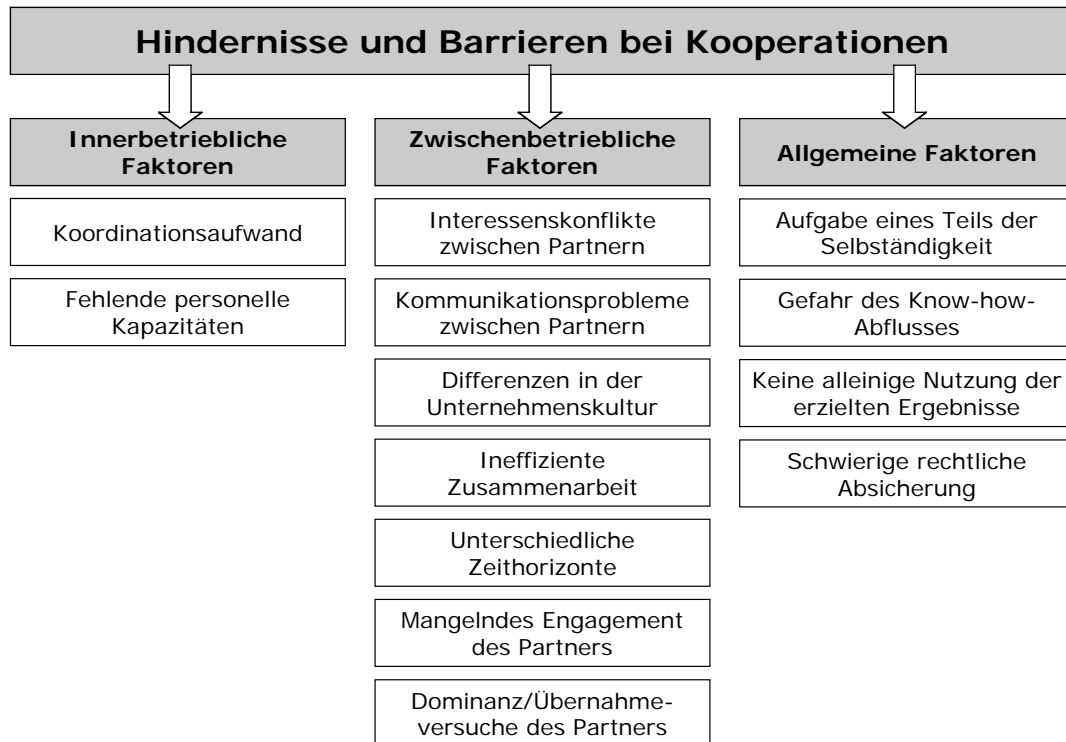 Hindernisse und Barrieren bei Kooperationen
Innerbetriebliche
Faktoren
Koordinationsaufwand
Fehlende personelle
Kapazitäten
Zwischenbetriebliche
Faktoren
Interessenskonflikte
zwischen Partnern
Kommunikationsprobleme
zwischen Partnern
Differenzen in der
Unternehmenskultur
Ineffiziente
Zusammenarbeit
Unterschiedliche
Zeithorizonte
Mangelndes Engagement
des Partners
Dominanz/Übernahme-
versuche des Partners
Allgemeine Faktoren
Aufgabe eines Teils der
Selbständigkeit
Gefahr des Know-how-
Abflusses
Keine alleinige Nutzung der
erzielten Ergebnisse
Schwierige rechtliche
Absicherung